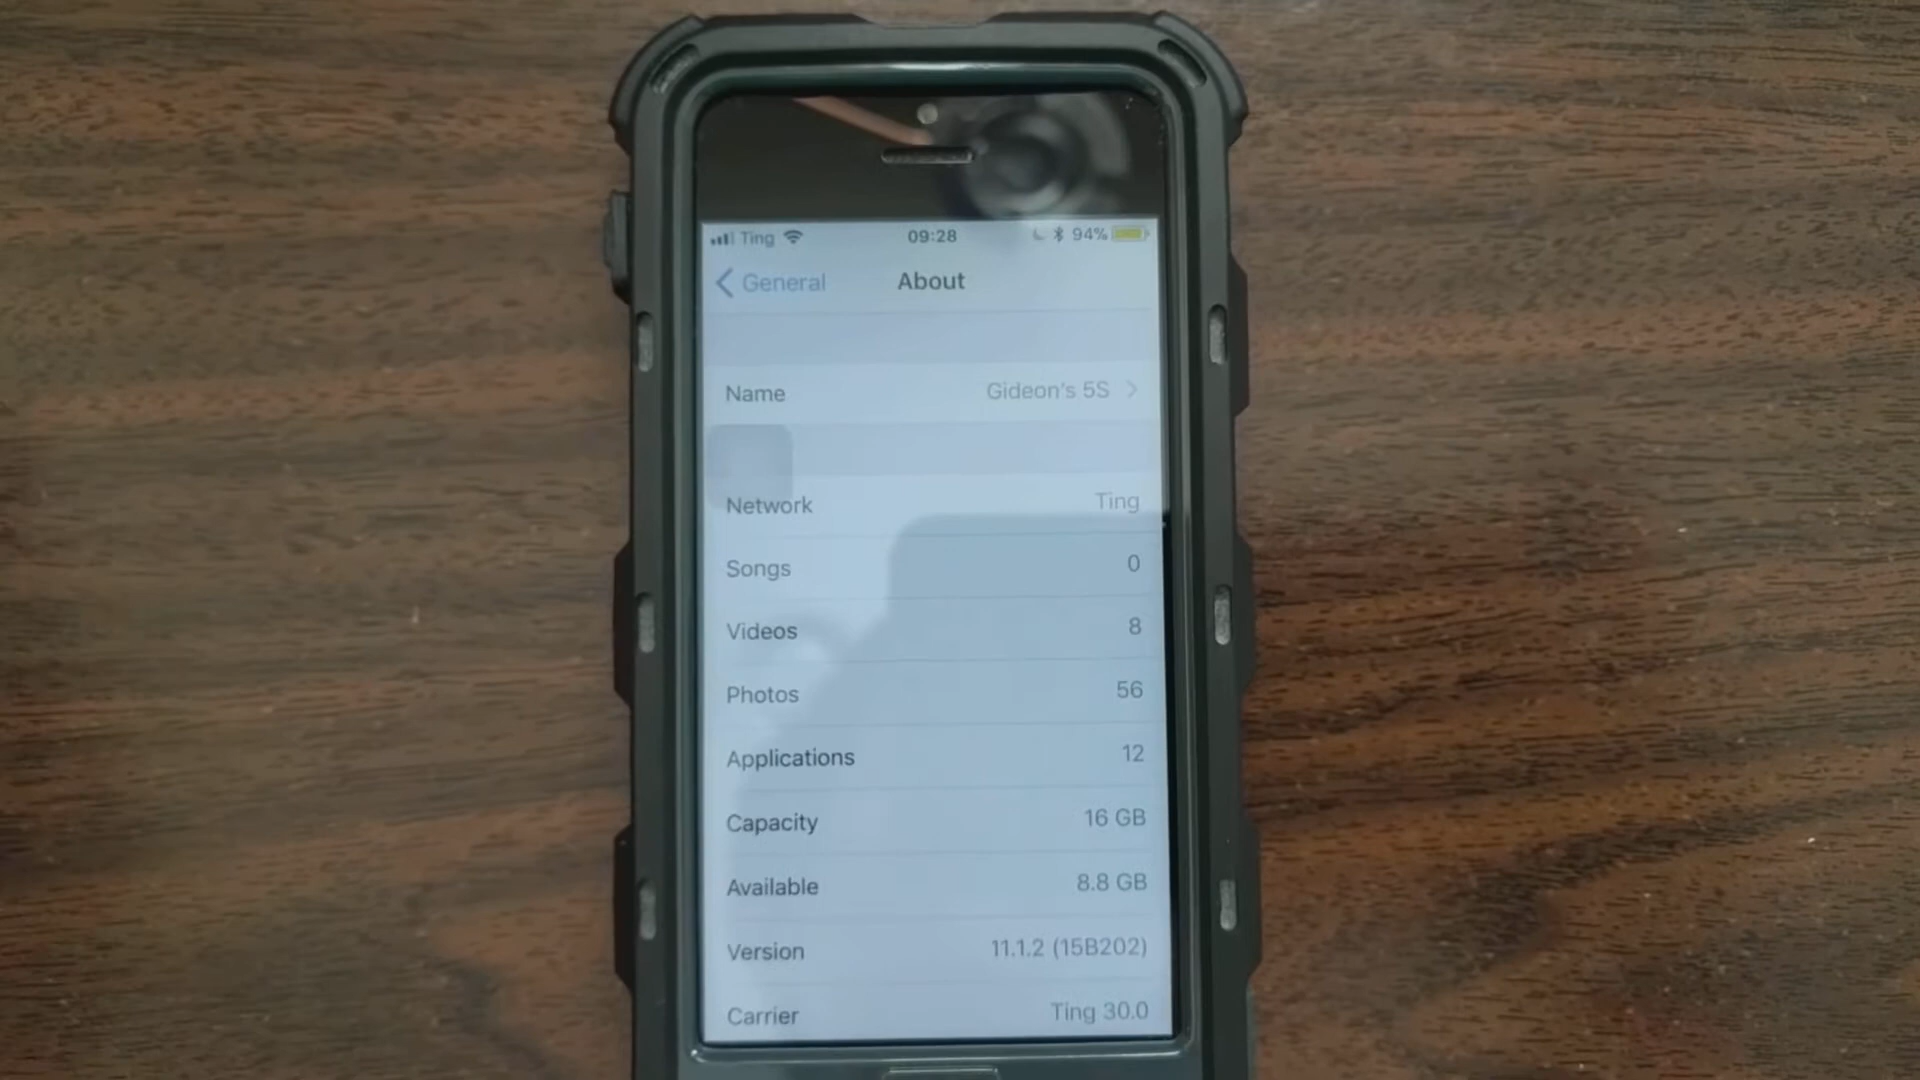 Ting 09:28 94%
General About
Name Gideon's 5S
Network Ting
Songs 0
Videos 8
Photos 56
Applications 12
Capacity 16 GB
Available 8.8 GB
Version 11.1.2 (15B202)
Carrier Ting 30.0